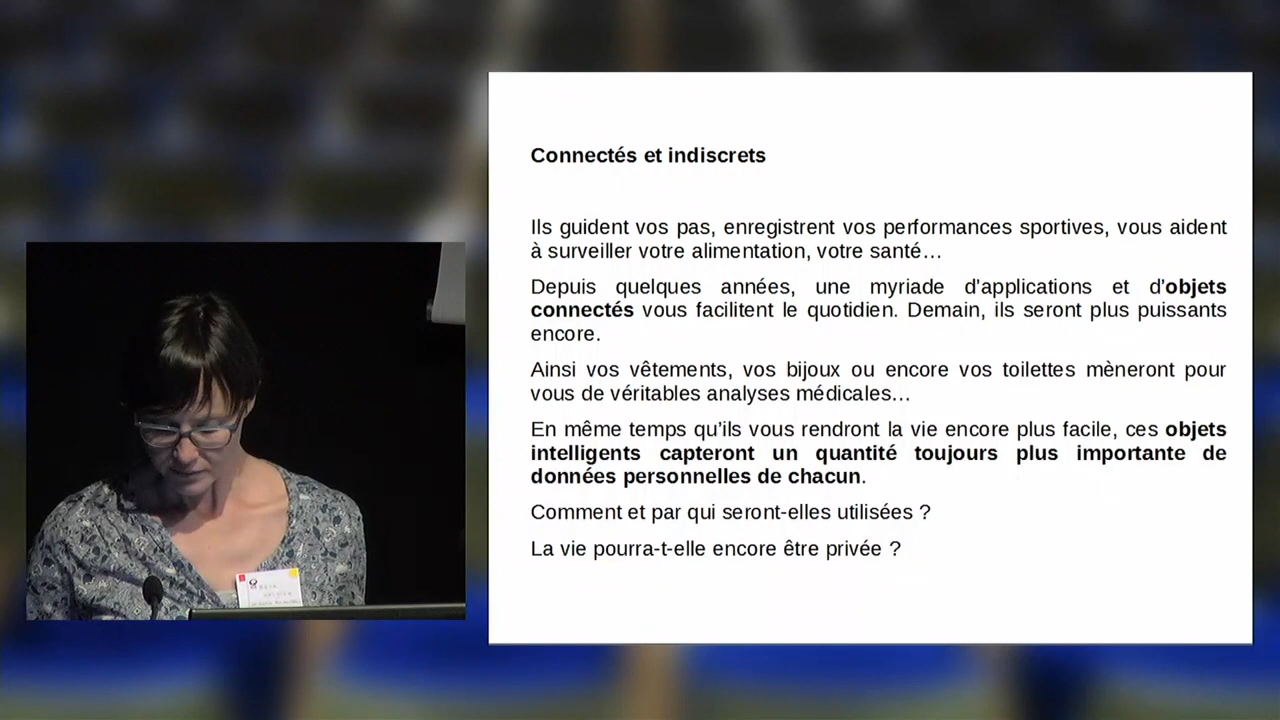 Connectés et indiscrets
Ils guident vos pas, enregistrent vos performances sportives, vous aident
à surveiller votre alimentation, votre santé…
Depuis quelques années, une myriade d'applications et d'objets
connectés vous facilitent le quotidien. Demain, ils seront plus puissants
encore.
Ainsi vos vêtements, vos bijoux ou encore vos toilettes mèneront pour
vous de véritables analyses médicales…
En même temps qu'ils vous rendront la vie encore plus facile, ces objets
intelligents capteront un quantité toujours plus importante de
données personnelles de chacun.
Comment et par qui seront-elles utilisées ?
La vie pourra-t-elle encore être privée ?